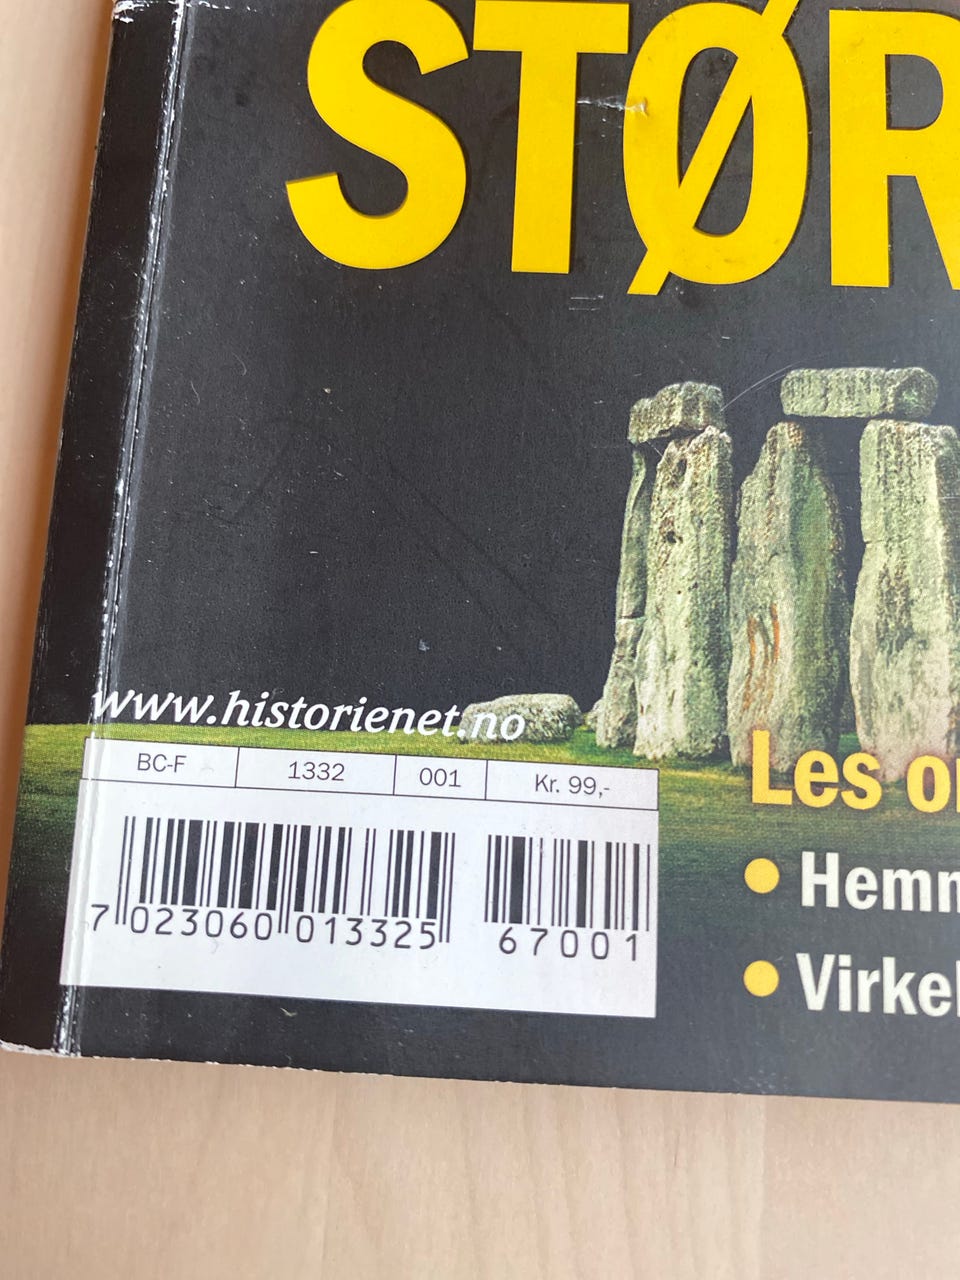 STØR
www.historienet.no
BC-F 1332 001 Kr. 99,-
Les o
• Hemm
• Virkel
7 023060 013325 67001